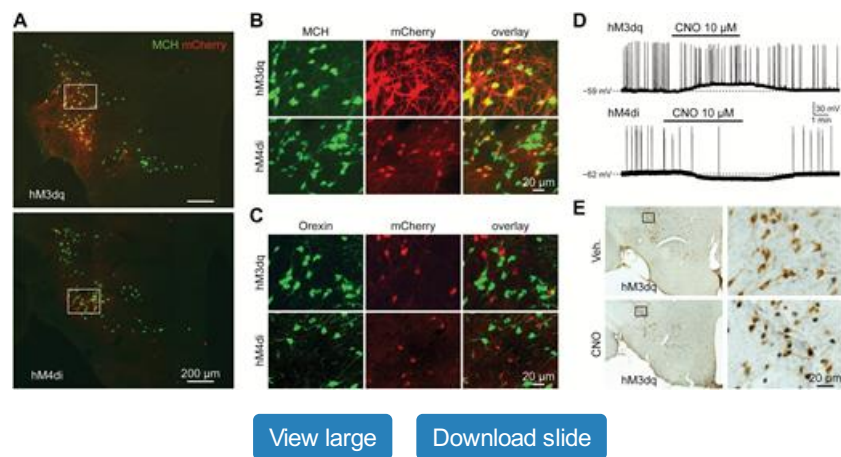 A
MCH mCherry
hM3dq
hM4di
200 µm
B
MCH mCherry overlay
hM3dq
hM4di
20 µm
C
Orexin mCherry overlay
hM3dq
hM4di
20 µm
D
hM3dq CNO 10 µM
−59 mV
30 mV
1 min
hM4di CNO 10 µM
−62 mV
E
Veh.
hM3dq
CNO
hM3dq
20 µm
View large Download slide